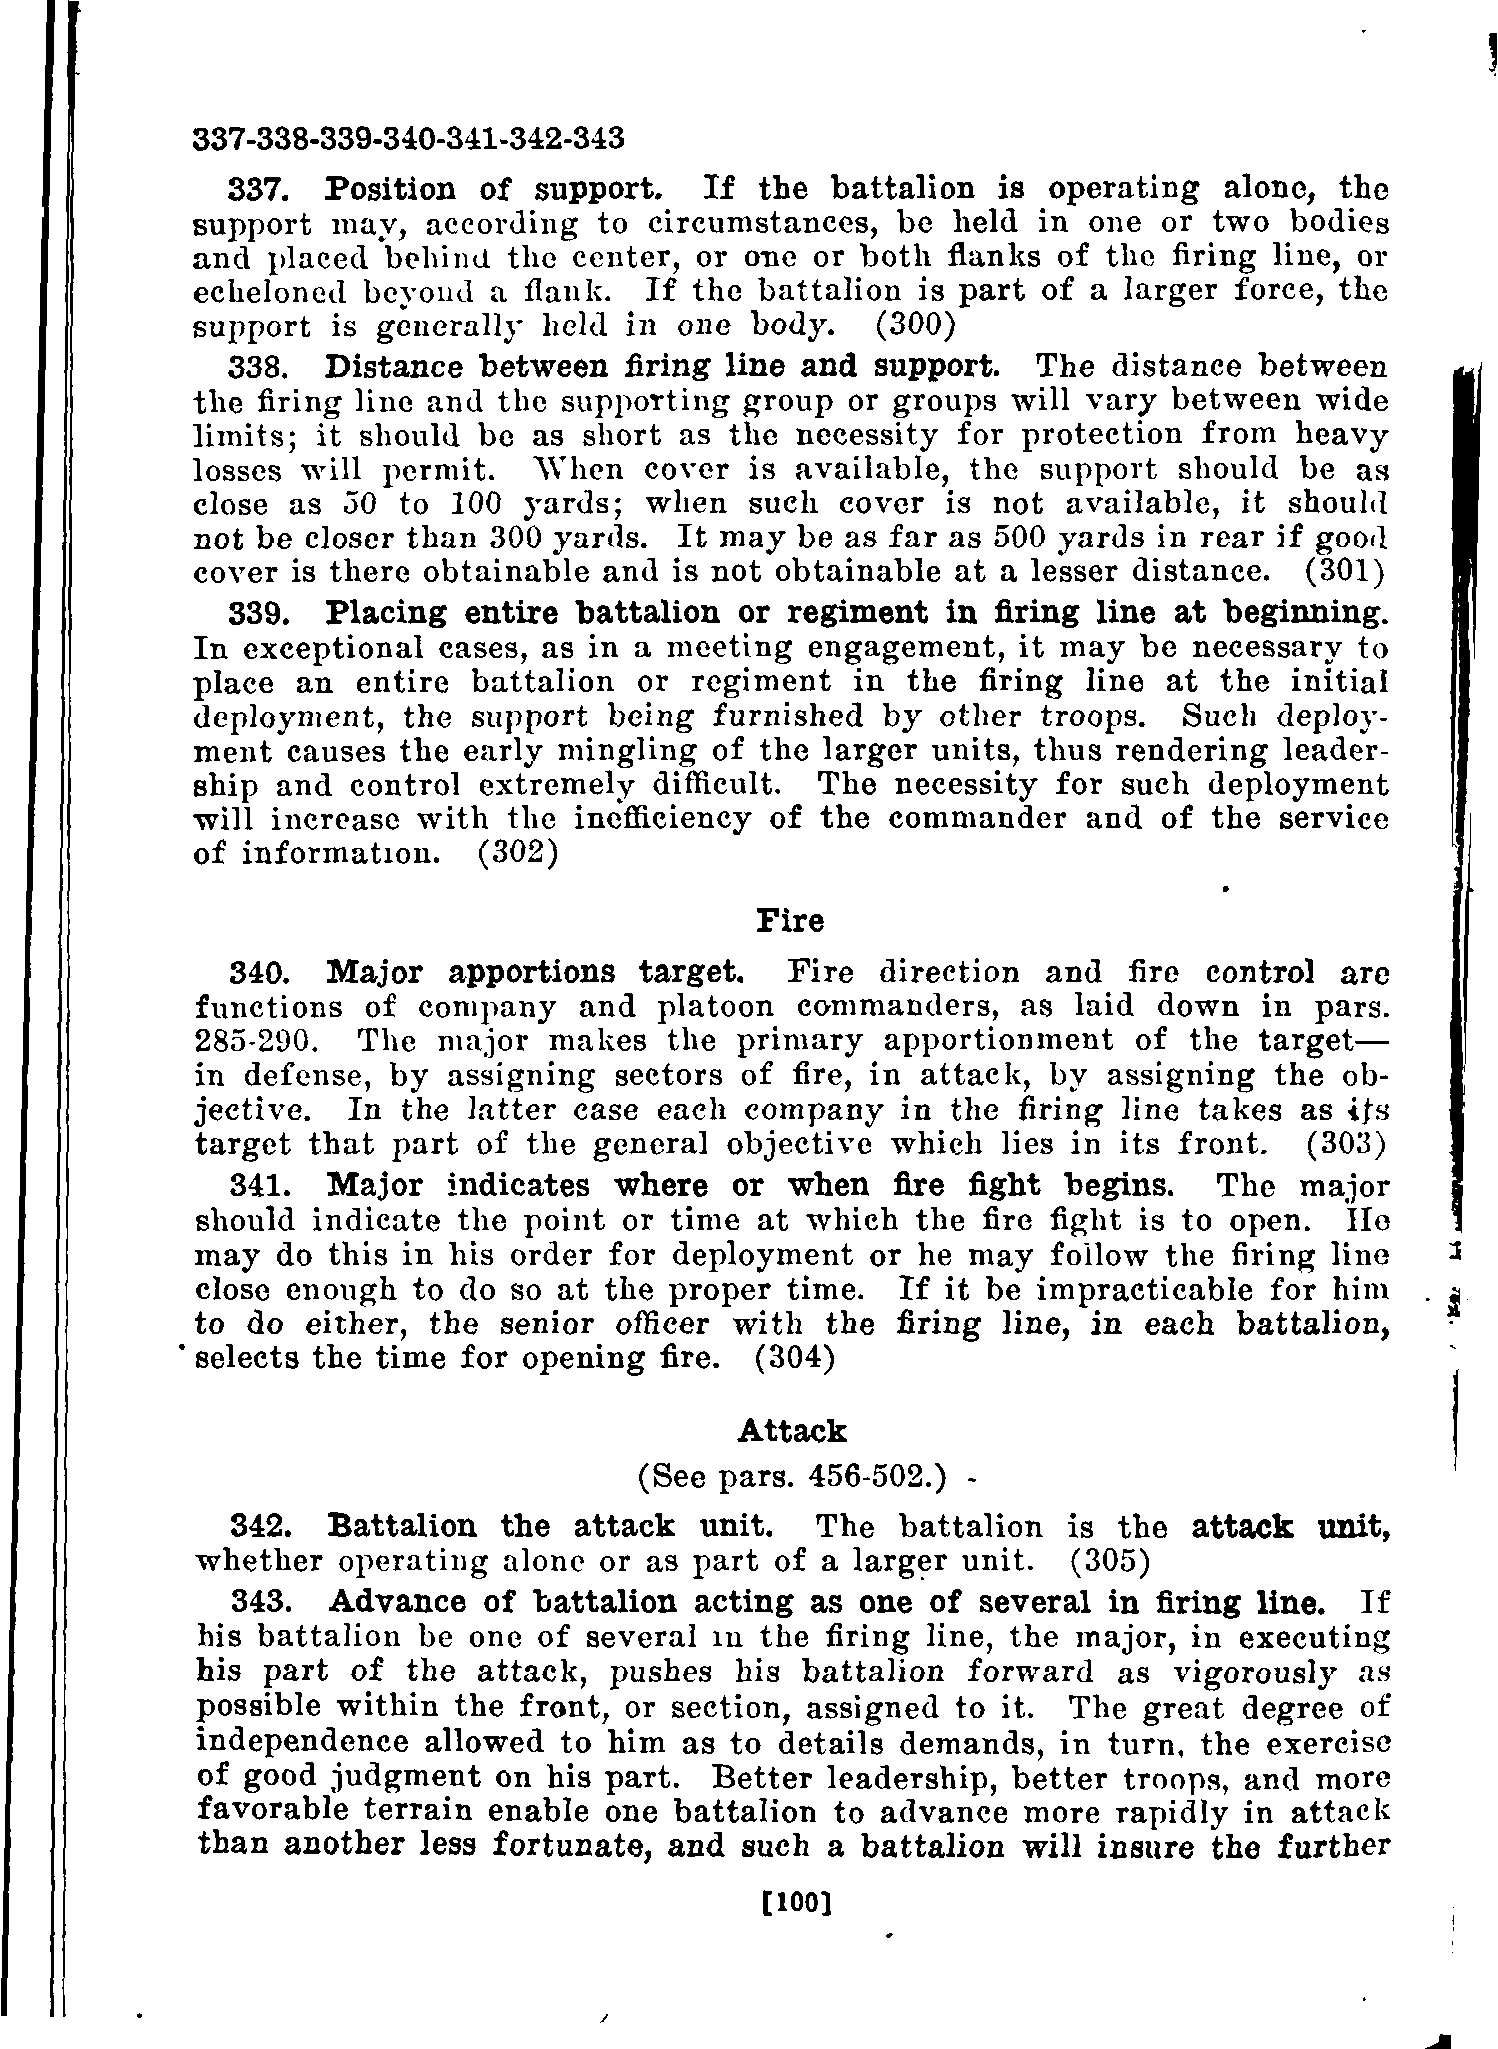 337-338-339-340-341-342-343
337. Position of support. If the battalion is operating alone, the
support may, according to circumstances, be held in one or two bodies
and placed behind the center, or one or both flanks of the firing line, or
echeloned beyond a flank. If the battalion is part of a larger force, the
support is generally held in one body. (300)
338. Distance between firing line and support. The distance between
the firing line and the supporting group or groups will vary between wide
limits; it should be as short as the necessity for protection from heavy
losses will permit. When cover is available, the support should be as
close as 50 to 100 yards; when such cover is not available, it should
not be closer than 300 yards. It may be as far as 500 yards in rear if good
cover is there obtainable and is not obtainable at a lesser distance. (301)
339. Placing entire battalion or regiment in firing line at beginning.
In exceptional cases, as in a meeting engagement, it may be necessary to
place an entire battalion or regiment in the firing line at the initial
deployment, the support being furnished by other troops. Such deploy-
ment causes the early mingling of the larger units, thus rendering leader-
ship and control extremely difficult. The necessity for such deployment
will increase with the inefficiency of the commander and of the service
of information. (302)
Fire
340. Major apportions target. Fire direction and fire control are
functions of company and platoon commanders, as laid down in pars.
285-290. The major makes the primary apportionment of the target—
in defense, by assigning sectors of fire, in attack, by assigning the ob-
jective. In the latter case each company in the firing line takes as its
target that part of the general objective which lies in its front. (303)
341. Major indicates where or when fire fight begins. The major
should indicate the point or time at which the fire fight is to open. He
may do this in his order for deployment or he may follow the firing line
close enough to do so at the proper time. If it be impracticable for him
to do either, the senior officer with the firing line, in each battalion,
selects the time for opening fire. (304)
Attack
(See pars. 456-502.)
342. Battalion the attack unit. The battalion is the attack unit,
whether operating alone or as part of a larger unit. (305)
343. Advance of battalion acting as one of several in firing line. If
his battalion be one of several in the firing line, the major, in executing
his part of the attack, pushes his battalion forward as vigorously as
possible within the front, or section, assigned to it. The great degree of
independence allowed to him as to details demands, in turn, the exercise
of good judgment on his part. Better leadership, better troops, and more
favorable terrain enable one battalion to advance more rapidly in attack
than another less fortunate, and such a battalion will insure the further
[100]